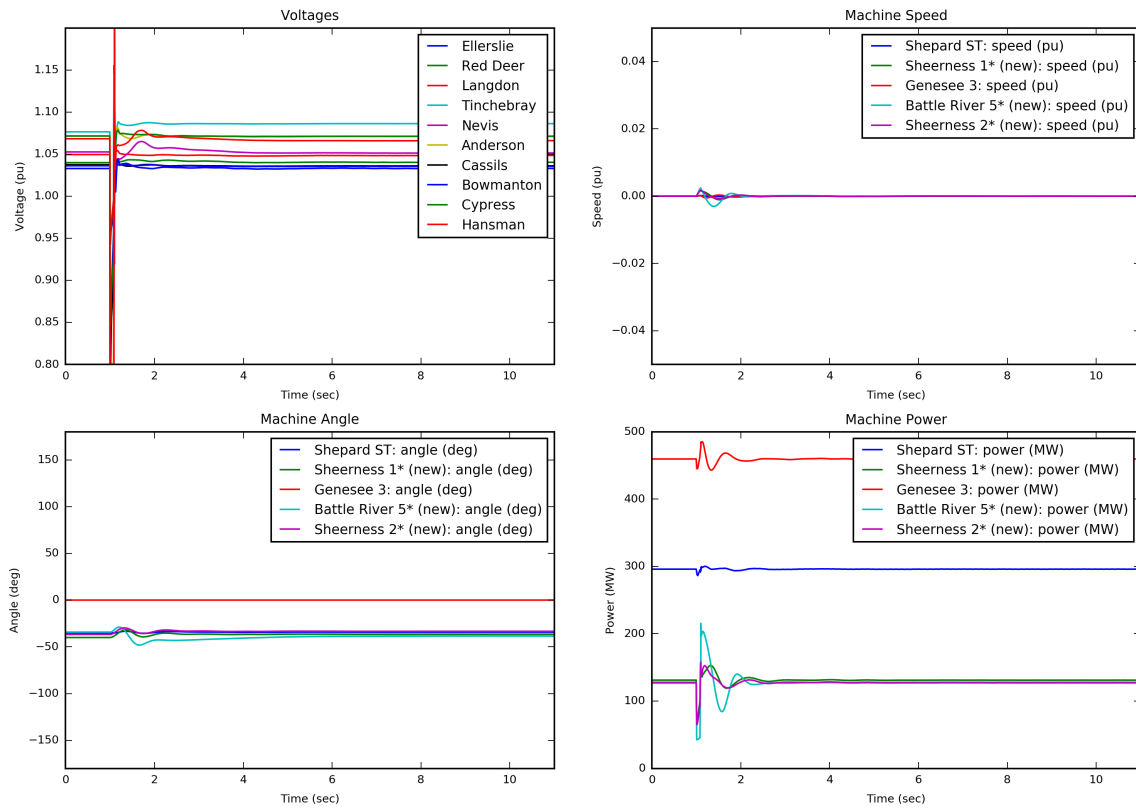 Voltages
1.15
1.10
1.05
1.00
0.95
0.90
0.85
0.80
Voltage (pu)
Ellerslie
Red Deer
Langdon
Tinchebray
Nevis
Anderson
Cassils
Bowmanton
Cypress
Hansman
0 2 4 6 8 10
Time (sec)
Machine Speed
0.04
0.02
0.00
−0.02
−0.04
Speed (pu)
Shepard ST: speed (pu)
Sheerness 1* (new): speed (pu)
Genesee 3: speed (pu)
Battle River 5* (new): speed (pu)
Sheerness 2* (new): speed (pu)
0 2 4 6 8 10
Time (sec)
Machine Angle
150
100
50
0
−50
−100
−150
Angle (deg)
Shepard ST: angle (deg)
Sheerness 1* (new): angle (deg)
Genesee 3: angle (deg)
Battle River 5* (new): angle (deg)
Sheerness 2* (new): angle (deg)
0 2 4 6 8 10
Time (sec)
Machine Power
500
400
300
200
100
0
Power (MW)
Shepard ST: power (MW)
Sheerness 1* (new): power (MW)
Genesee 3: power (MW)
Battle River 5* (new): power (MW)
Sheerness 2* (new): power (MW)
0 2 4 6 8 10
Time (sec)